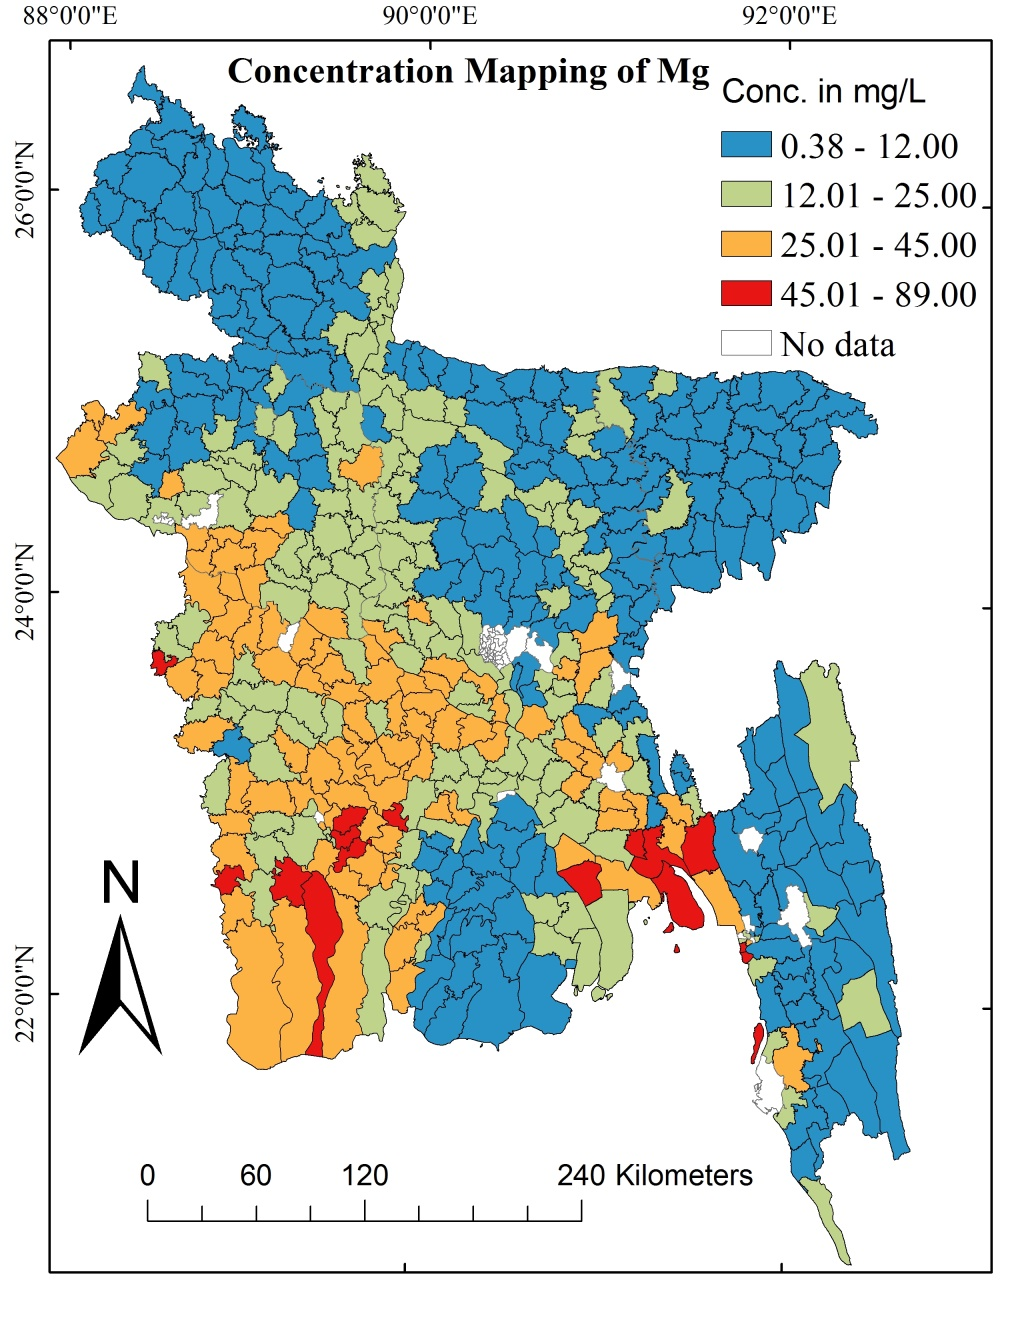 88°0'0"E 90°0'0"E 92°0'0"E
Concentration Mapping of Mg
Conc. in mg/L
0.38 - 12.00
12.01 - 25.00
25.01 - 45.00
45.01 - 89.00
No data
26°0'0"N
24°0'0"N
22°0'0"N
N
0 60 120 240 Kilometers